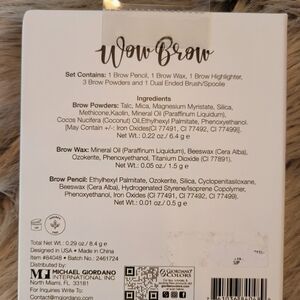 Wow Brow
Set Contains: 1 Brow Pencil, 1 Brow Wax, 1 Brow Highlighter,
3 Brow Powders and 1 Dual Ended Brush/Spoolie
Ingredients
Brow Powders: Talc, Mica, Magnesium Myristate, Silica,
Methicone,Kaolin, Mineral Oil (Paraffinum Liquidum),
Cocos Nucifera (Coconut) Oil,Ethylhexyl Palmitate, Phenoxyethanol.
[May Contain +/-: Iron Oxides(CI 77491, CI 77492, CI 77499)].
Net Wt: 0.22 oz / 6.4 g
Brow Wax: Mineral Oil (Paraffinum Liquidum), Beeswax (Cera Alba),
Ozokerite, Phenoxyethanol, Titanium Dioxide (CI 77891).
Net Wt: 0.05 oz / 1.5 g
Brow Pencil: Ethylhexyl Palmitate, Ozokerite, Silica, Cyclopentasiloxane,
Beeswax (Cera Alba), Hydrogenated Styrene/Isoprene Copolymer,
Phenoxyethanol, Iron Oxides (CI 77491, CI 77492, CI 77499).
Net Wt: 0.01 oz / 0.5 g
Total Net Wt: 0.29 oz / 8.4 g
Designed in USA • Made in China
Item #84048 • Batch: 2461724
Distributed By:
MICHAEL GIORDANO
INTERNATIONAL INC
North Miami, FL 33181
For Inquires Write To:
contact@mgiordano.com
GIORDANO
COLORS